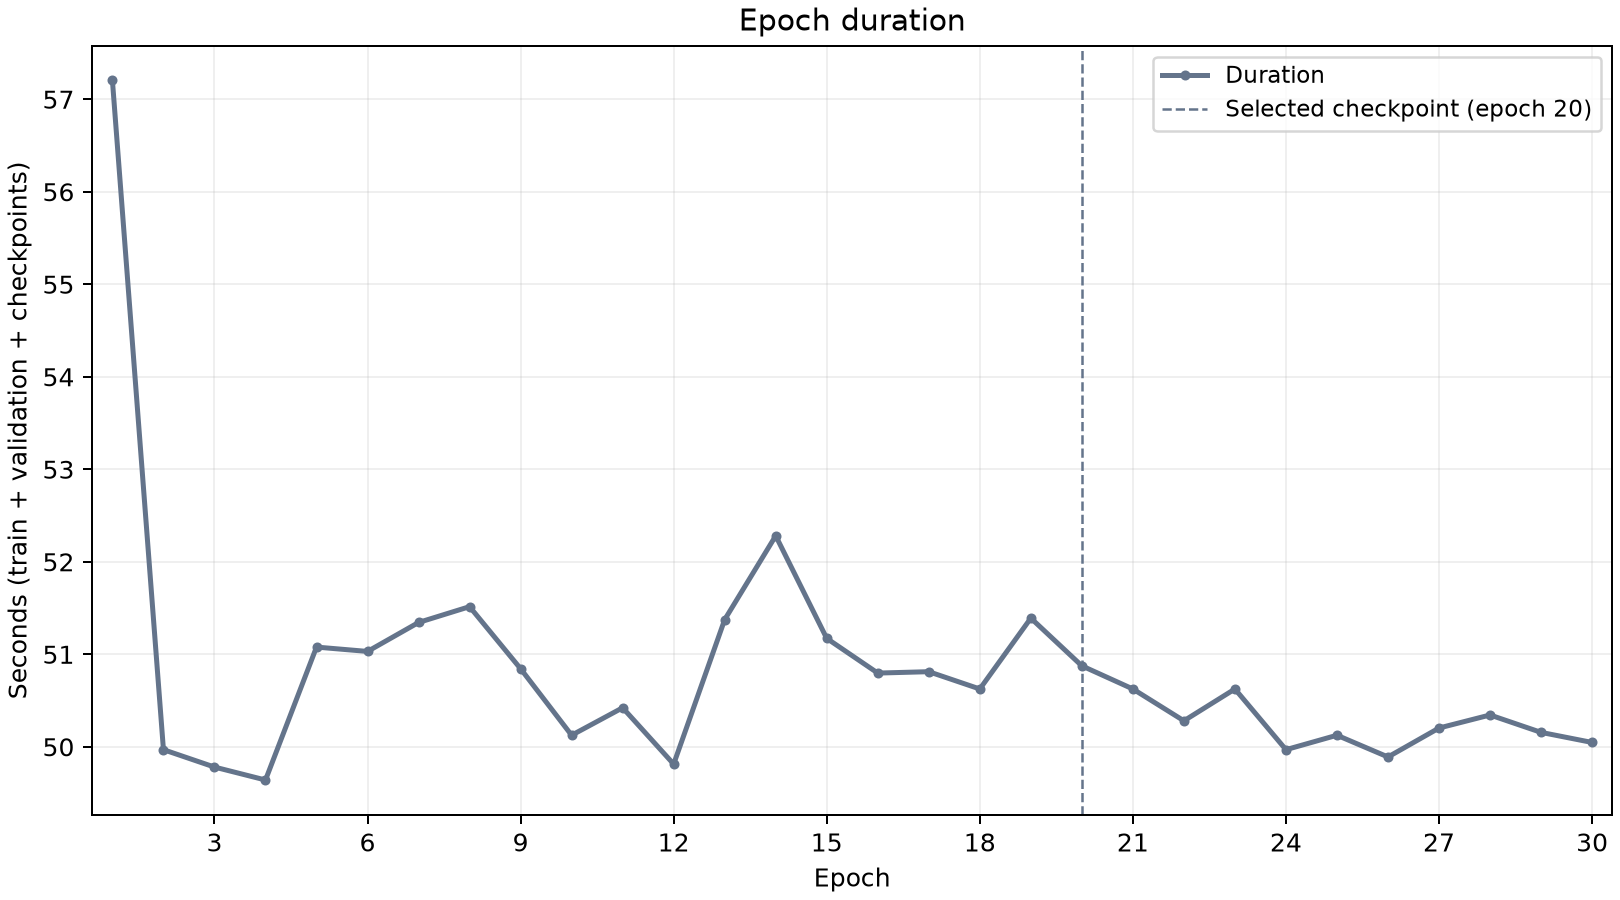 Epoch duration
Seconds (train + validation + checkpoints)
57
56
55
54
53
52
51
50
Duration
Selected checkpoint (epoch 20)
3 6 9 12 15 18 21 24 27 30
Epoch